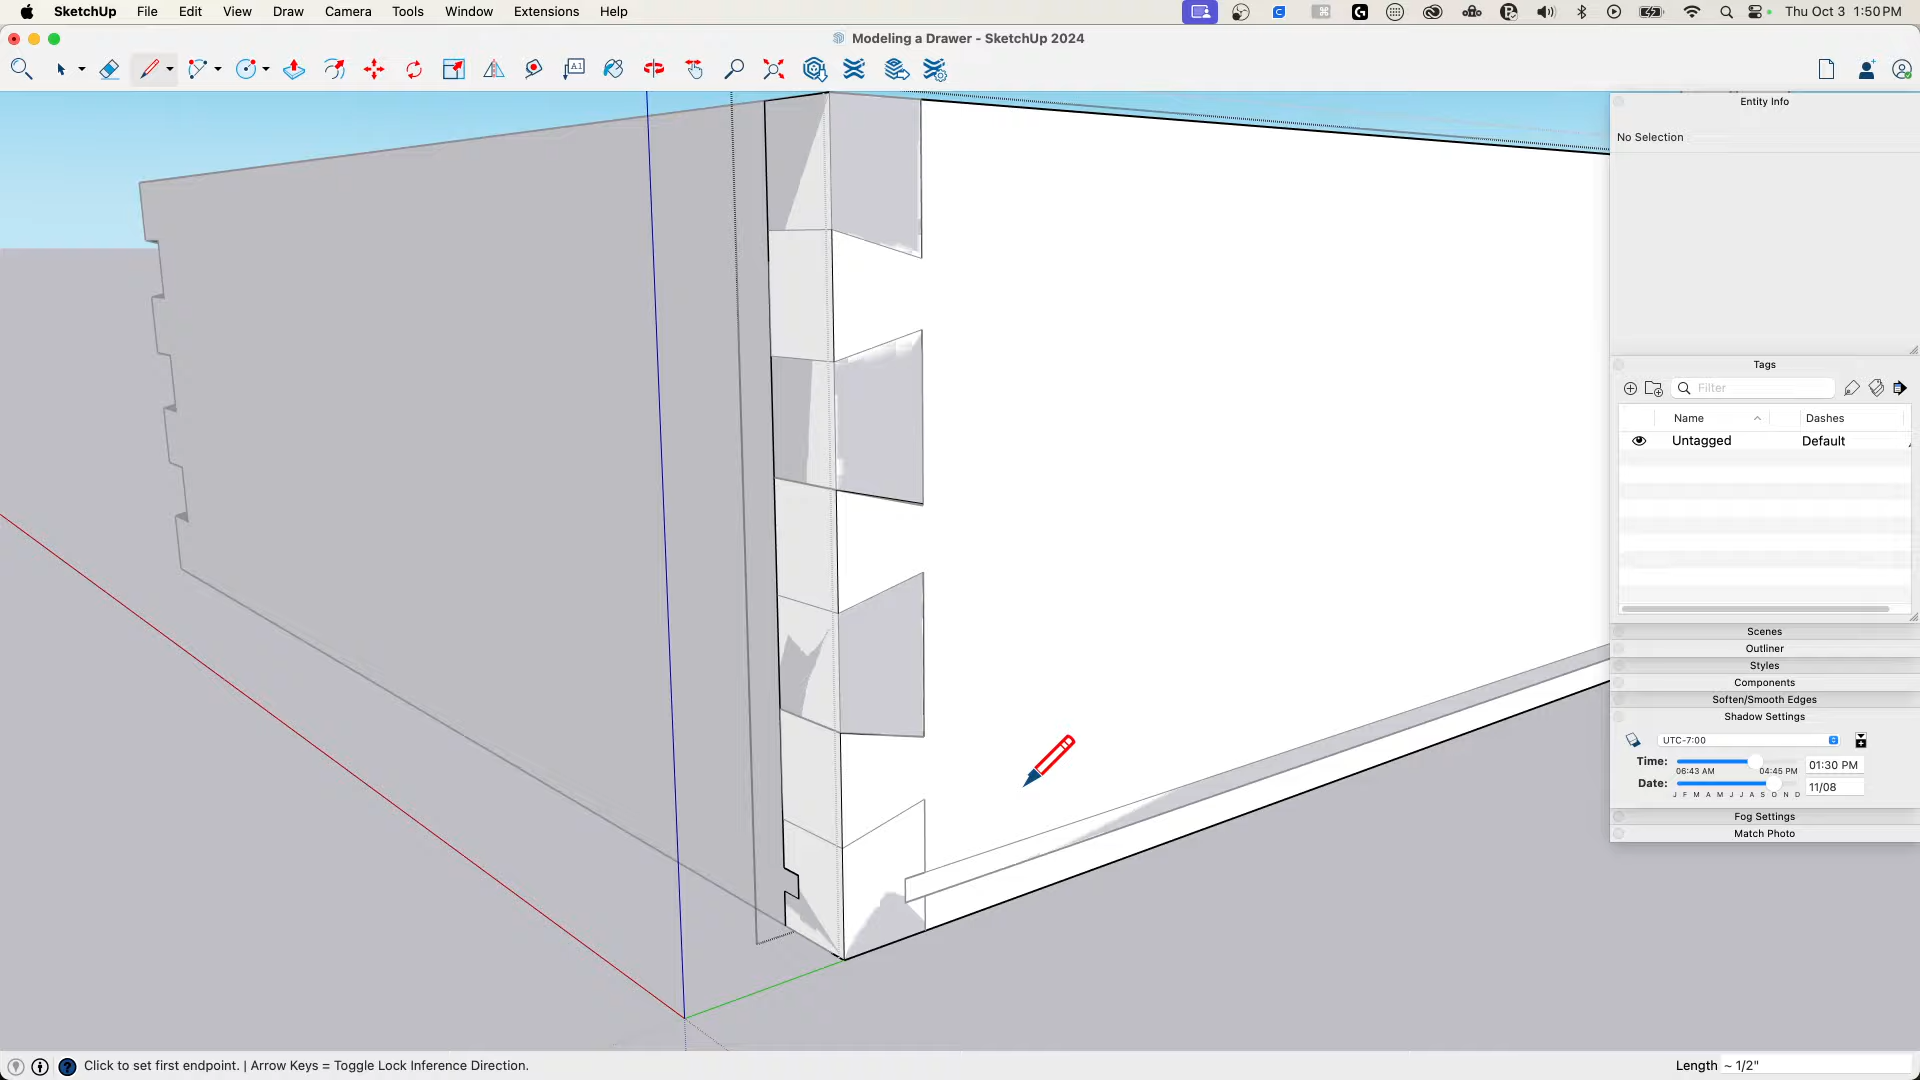 SketchUp File Edit View Draw Camera Tools Window Extensions Help Thu Oct 3 1:50 PM
Modeling a Drawer - SketchUp 2024
A1
Entity Info
No Selection
Tags
Filter
Name Dashes
Untagged Default
Scenes
Outliner
Styles
Components
Soften/Smooth Edges
Shadow Settings
UTC-7:00
Time: 06:43 AM 04:45 PM 01:30 PM
Date: J F M A M J J A S O N D 11/08
Fog Settings
Match Photo
Click to set first endpoint. | Arrow Keys = Toggle Lock Inference Direction. Length ~ 1/2"